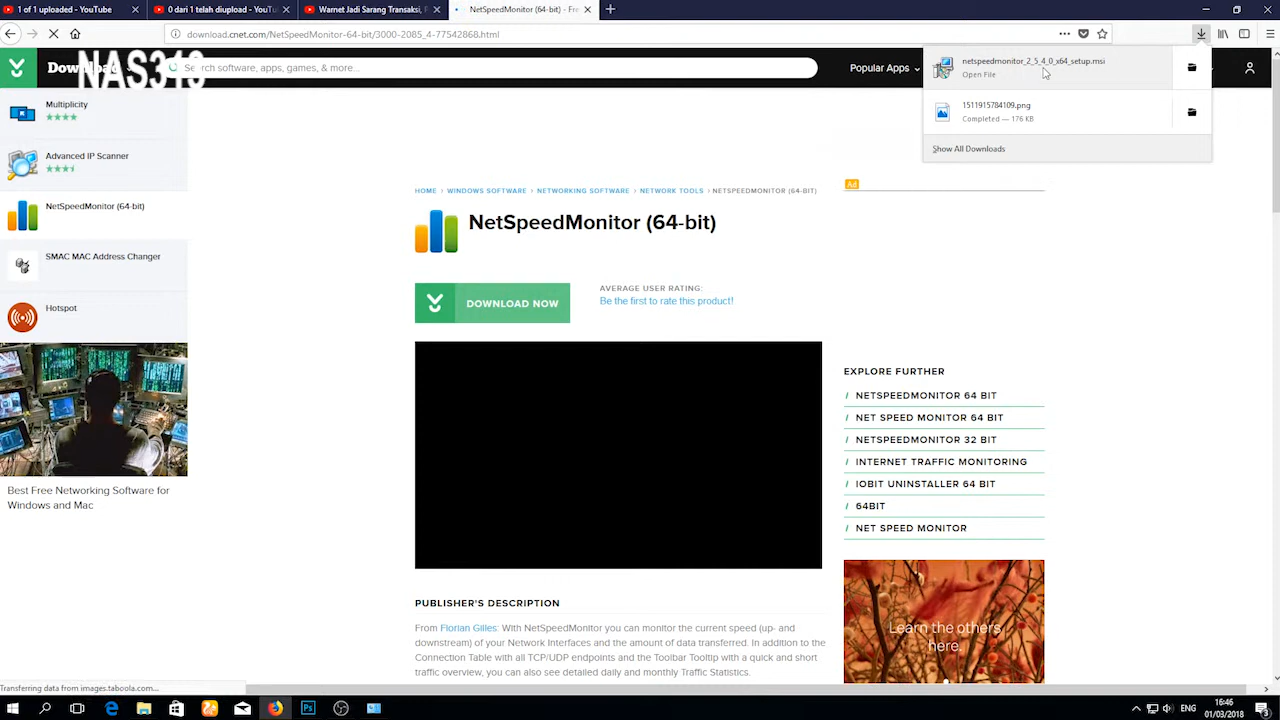 1 of 1 uploaded - YouTube
0 dari 1 telah diupload - YouTu
Warnet Jadi Sarang Transaksi, P
NetSpeedMonitor (64-bit) - Fre
download.cnet.com/NetSpeedMonitor-64-bit/3000-2085_4-77542868.html
NAS313
Search software, apps, games, & more...
Popular Apps
netspeedmonitor_2_5_4_0_x64_setup.msi
Open File
1511915784109.png
Completed — 176 KB
Show All Downloads
Multiplicity
Advanced IP Scanner
NetSpeedMonitor (64-bit)
SMAC MAC Address Changer
Hotspot
Best Free Networking Software for
Windows and Mac
HOME › WINDOWS SOFTWARE › NETWORKING SOFTWARE › NETWORK TOOLS › NETSPEEDMONITOR (64-BIT)
NetSpeedMonitor (64-bit)
DOWNLOAD NOW
AVERAGE USER RATING:
Be the first to rate this product!
PUBLISHER'S DESCRIPTION
From Florian Gilles: With NetSpeedMonitor you can monitor the current speed (up- and
downstream) of your Network Interfaces and the amount of data transferred. In addition to the
Connection Table with all TCP/UDP endpoints and the Toolbar Tooltip with a quick and short
traffic overview, you can also see detailed daily and monthly Traffic Statistics.
Ad
EXPLORE FURTHER
/ NETSPEEDMONITOR 64 BIT
/ NET SPEED MONITOR 64 BIT
/ NETSPEEDMONITOR 32 BIT
/ INTERNET TRAFFIC MONITORING
/ IOBIT UNINSTALLER 64 BIT
/ 64BIT
/ NET SPEED MONITOR
Learn the others
here.
Transferring data from images.taboola.com...
ENG
16:46
01/03/2018
3